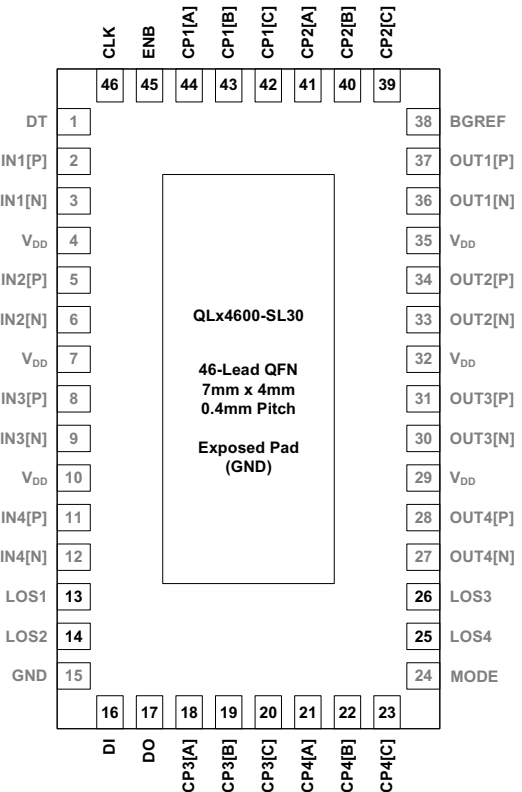 CLK
ENB
CP1[A]
CP1[B]
CP1[C]
CP2[A]
CP2[B]
CP2[C]
46 45 44 43 42 41 40 39
DT 1
IN1[P] 2
IN1[N] 3
VDD 4
IN2[P] 5
IN2[N] 6
VDD 7
IN3[P] 8
IN3[N] 9
VDD 10
IN4[P] 11
IN4[N] 12
LOS1 13
LOS2 14
GND 15
QLx4600-SL30
46-Lead QFN
7mm x 4mm
0.4mm Pitch
Exposed Pad
(GND)
38 BGREF
37 OUT1[P]
36 OUT1[N]
35 VDD
34 OUT2[P]
33 OUT2[N]
32 VDD
31 OUT3[P]
30 OUT3[N]
29 VDD
28 OUT4[P]
27 OUT4[N]
26 LOS3
25 LOS4
24 MODE
16 17 18 19 20 21 22 23
DI
DO
CP3[A]
CP3[B]
CP3[C]
CP4[A]
CP4[B]
CP4[C]